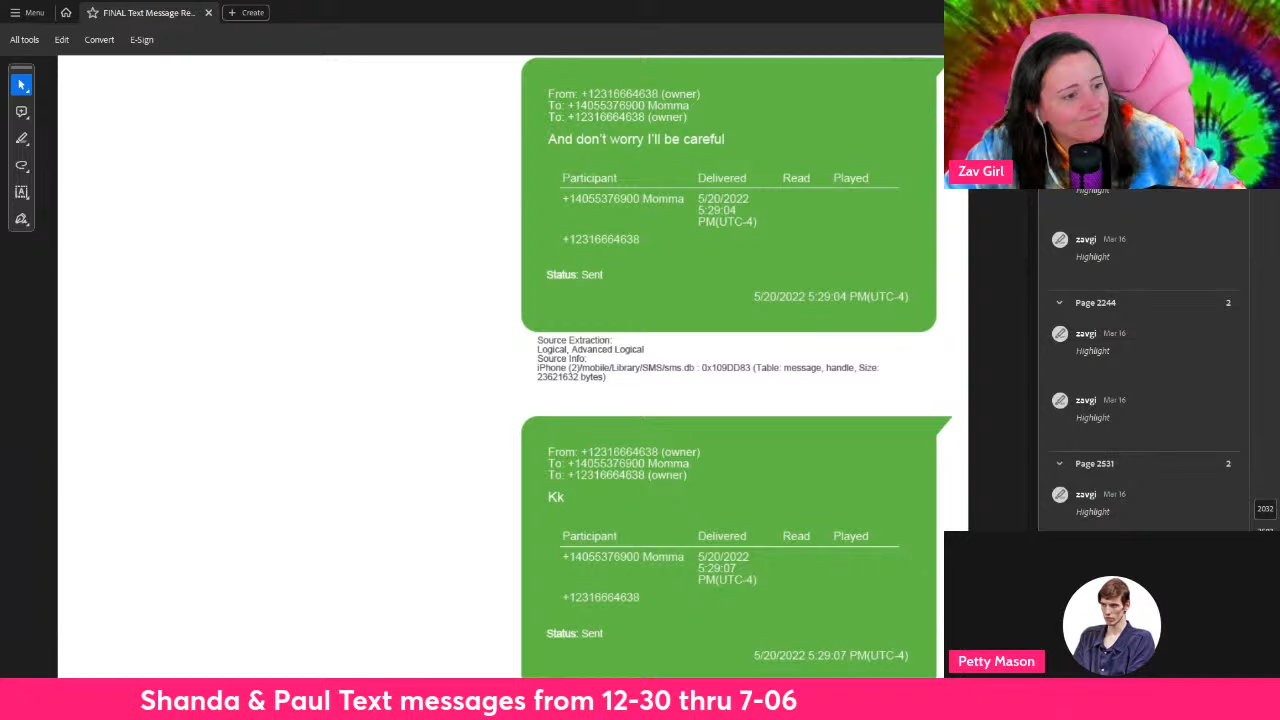 Menu
FINAL Text Message Re...
Create
All tools
Edit
Convert
E-Sign
From: +12316664638 (owner)
To: +14055376900 Momma
To: +12316664638 (owner)
And don't worry I'll be careful
Participant Delivered Read Played
+14055376900 Momma 5/20/2022
5:29:04
PM(UTC-4)
+12316664638
Status: Sent
5/20/2022 5:29:04 PM(UTC-4)
Source Extraction:
Logical, Advanced Logical
Source Info:
iPhone (2)/mobile/Library/SMS/sms.db : 0x109DD83 (Table: message, handle, Size:
23621632 bytes)
From: +12316664638 (owner)
To: +14055376900 Momma
To: +12316664638 (owner)
Kk
Participant Delivered Read Played
+14055376900 Momma 5/20/2022
5:29:07
PM(UTC-4)
+12316664638
Status: Sent
5/20/2022 5:29:07 PM(UTC-4)
Zav Girl
Highlight
zavgi Mar 16
Highlight
Page 2244 2
zavgi Mar 16
Highlight
zavgi Mar 16
Highlight
Page 2531 2
zavgi Mar 16
Highlight
2032
Petty Mason
Shanda & Paul Text messages from 12-30 thru 7-06